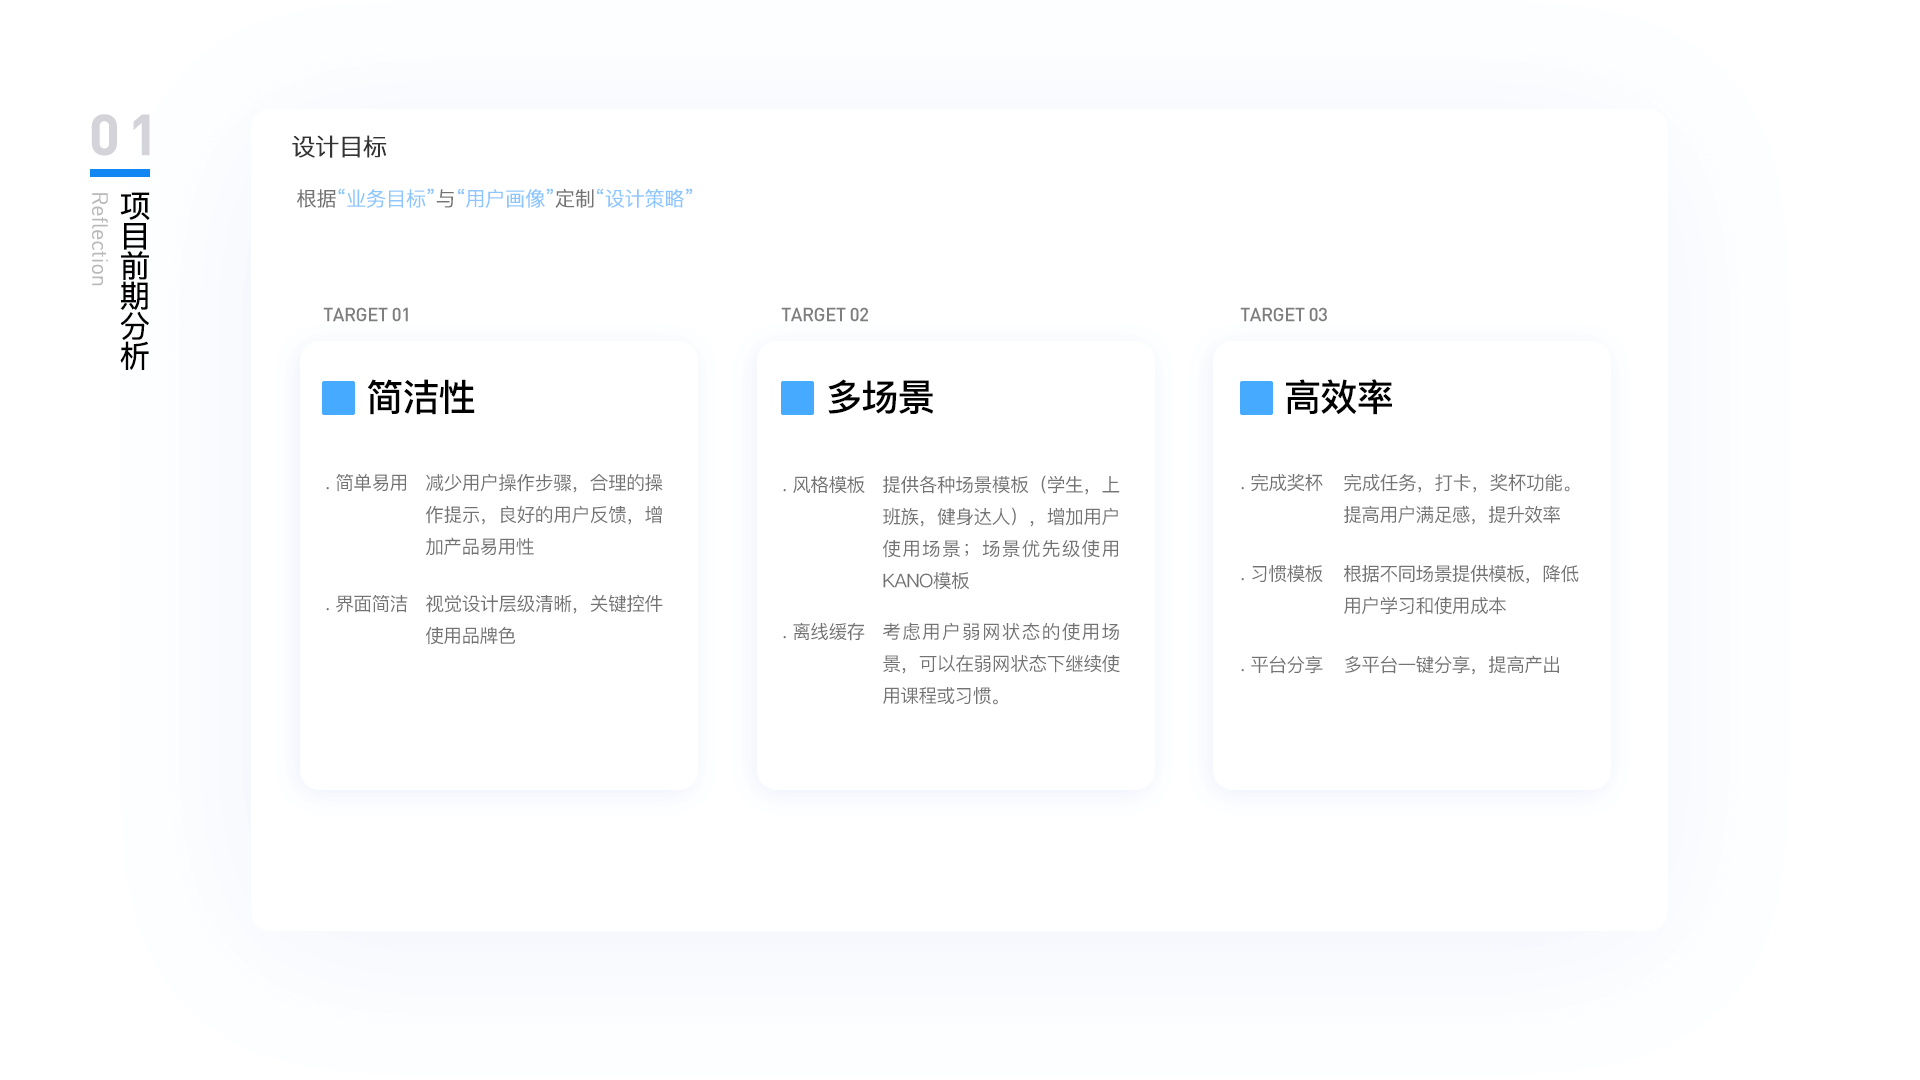 01
项目前期分析
Reflection
设计目标
根据“业务目标”与“用户画像”定制“设计策略”
TARGET 01
简洁性
. 简单易用 减少用户操作步骤，合理的操
作提示，良好的用户反馈，增
加产品易用性
. 界面简洁 视觉设计层级清晰，关键控件
使用品牌色
TARGET 02
多场景
. 风格模板 提供各种场景模板（学生，上
班族，健身达人），增加用户
使用场景；场景优先级使用
KANO模板
. 离线缓存 考虑用户弱网状态的使用场
景，可以在弱网状态下继续使
用课程或习惯。
TARGET 03
高效率
. 完成奖杯 完成任务，打卡，奖杯功能。
提高用户满足感，提升效率
. 习惯模板 根据不同场景提供模板，降低
用户学习和使用成本
. 平台分享 多平台一键分享，提高产出